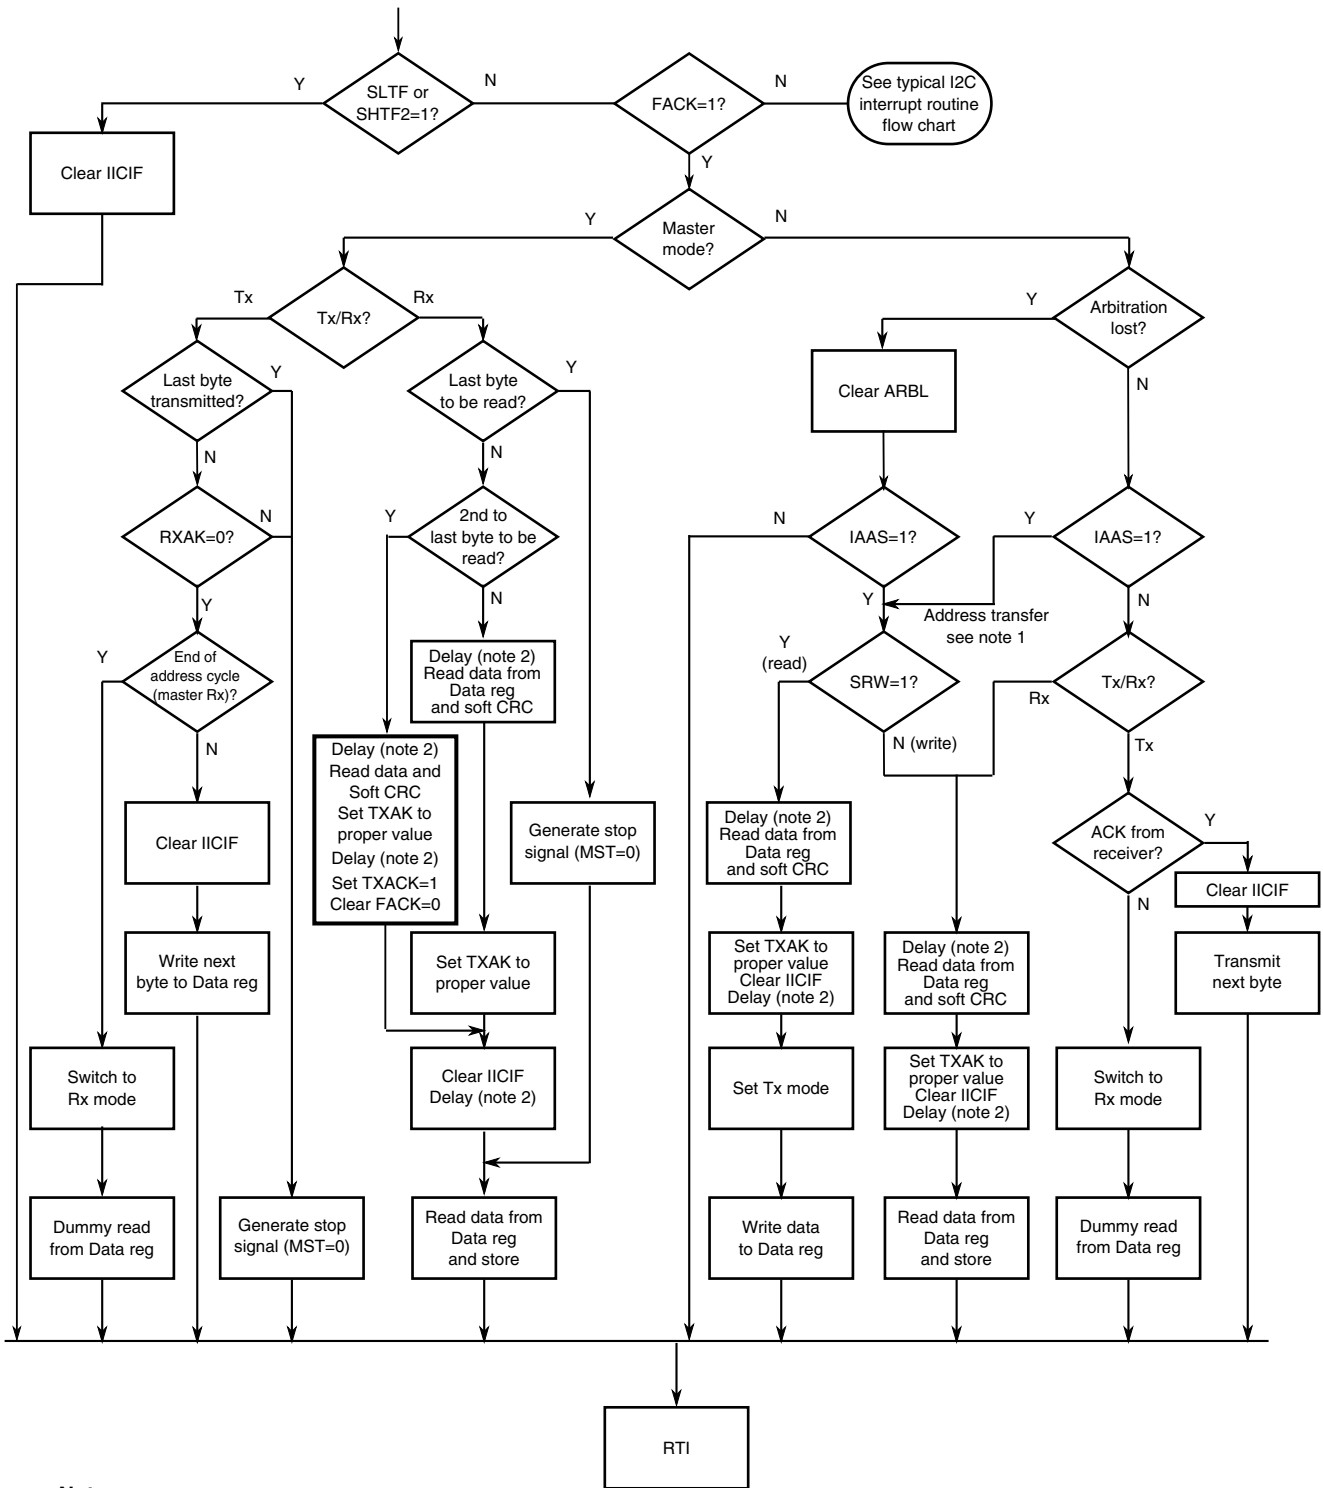 Y
SLTF or
SHTF2=1?
N
FACK=1?
N
See typical I2C
interrupt routine
flow chart
Clear IICIF
Y
Y
Master
mode?
N
Tx
Tx/Rx?
Rx
Y
Arbitration
lost?
Last byte
transmitted?
Y
Last byte
to be read?
Y
Clear ARBL
N
N
N
RXAK=0?
N
Y
2nd to
last byte to be
read?
N
IAAS=1?
Y
IAAS=1?
Y
N
Y
Address transfer
see note 1
N
Y
End of
address cycle
(master Rx)?
Delay (note 2)
Read data from
Data reg
and soft CRC
Y
(read)
SRW=1?
Rx
Tx/Rx?
N
N (write)
Tx
Delay (note 2)
Read data and
Soft CRC
Set TXAK to
proper value
Delay (note 2)
Set TXACK=1
Clear FACK=0
Clear IICIF
Generate stop
signal (MST=0)
Delay (note 2)
Read data from
Data reg
and soft CRC
ACK from
receiver?
Y
N
Clear IICIF
Write next
byte to Data reg
Set TXAK to
proper value
Set TXAK to
proper value
Clear IICIF
Delay (note 2)
Delay (note 2)
Read data from
Data reg
and soft CRC
Transmit
next byte
Switch to
Rx mode
Clear IICIF
Delay (note 2)
Set Tx mode
Set TXAK to
proper value
Clear IICIF
Delay (note 2)
Switch to
Rx mode
Dummy read
from Data reg
Generate stop
signal (MST=0)
Read data from
Data reg
and store
Write data
to Data reg
Read data from
Data reg
and store
Dummy read
from Data reg
RTI